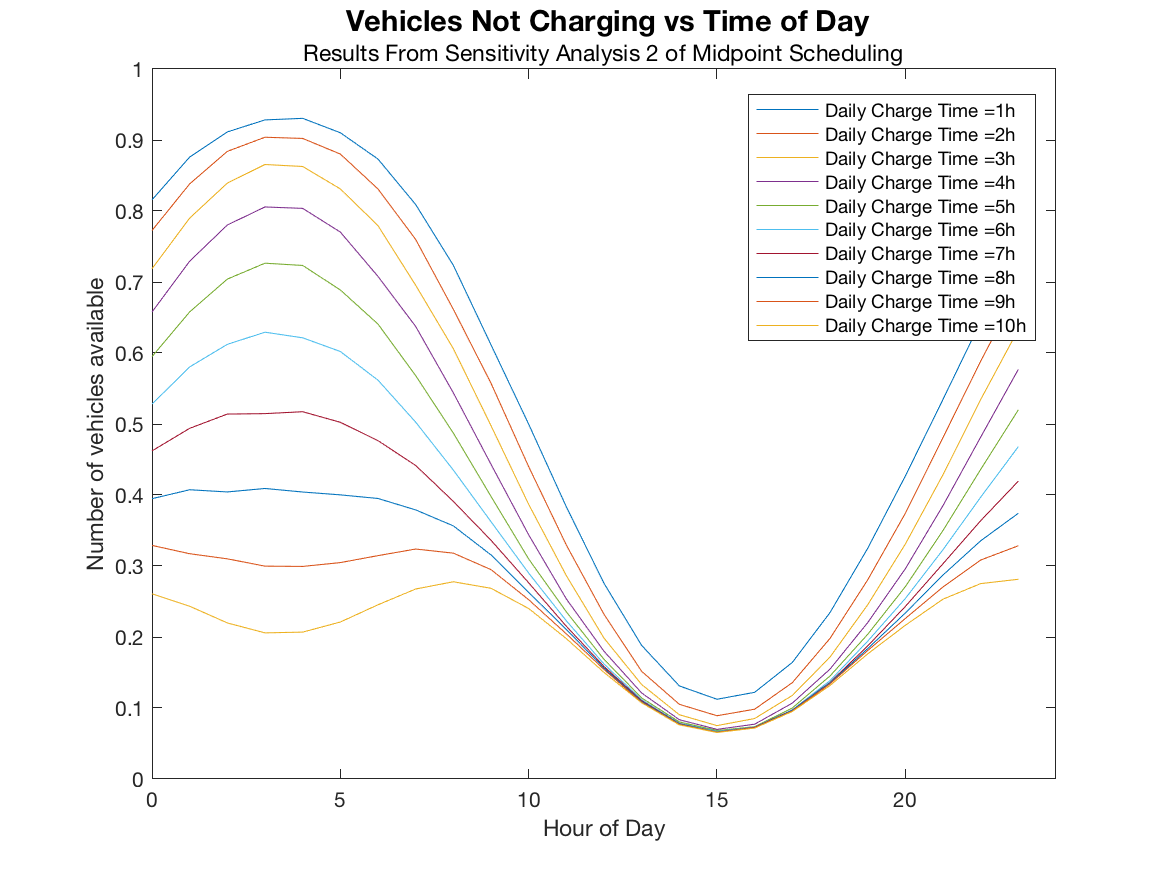 Vehicles Not Charging vs Time of Day
Results From Sensitivity Analysis 2 of Midpoint Scheduling
1
0.9
0.8
0.7
0.6
0.5
0.4
0.3
0.2
0.1
0
Number of vehicles available
Daily Charge Time =1h
Daily Charge Time =2h
Daily Charge Time =3h
Daily Charge Time =4h
Daily Charge Time =5h
Daily Charge Time =6h
Daily Charge Time =7h
Daily Charge Time =8h
Daily Charge Time =9h
Daily Charge Time =10h
0 5 10 15 20
Hour of Day